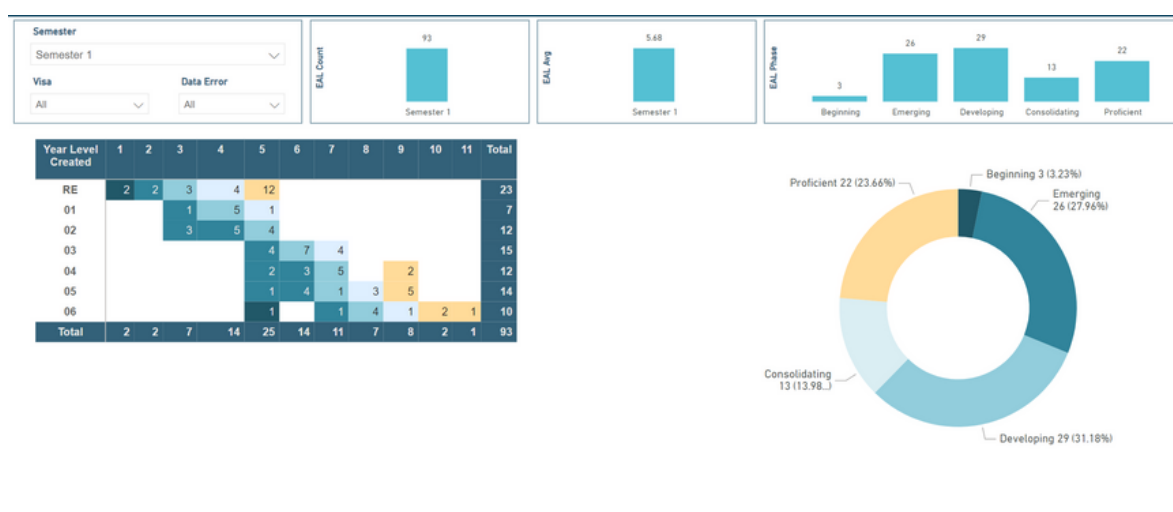 Semester
Semester 1
Visa
Data Error
All
All
EAL Count
93
Semester 1
EAL Avg
5.68
Semester 1
EAL Phase
3 26 29 13 22
Beginning Emerging Developing Consolidating Proficient
Year Level Created 1 2 3 4 5 6 7 8 9 10 11 Total
RE 2 2 3 4 12 23
01 1 5 1 7
02 3 5 4 12
03 4 7 4 15
04 2 3 5 2 12
05 1 4 1 3 5 14
06 1 1 4 1 2 1 10
Total 2 2 7 14 25 14 11 7 8 2 1 93
Proficient 22 (23.66%)
Beginning 3 (3.23%)
Emerging
26 (27.96%)
Consolidating
13 (13.98...)
Developing 29 (31.18%)